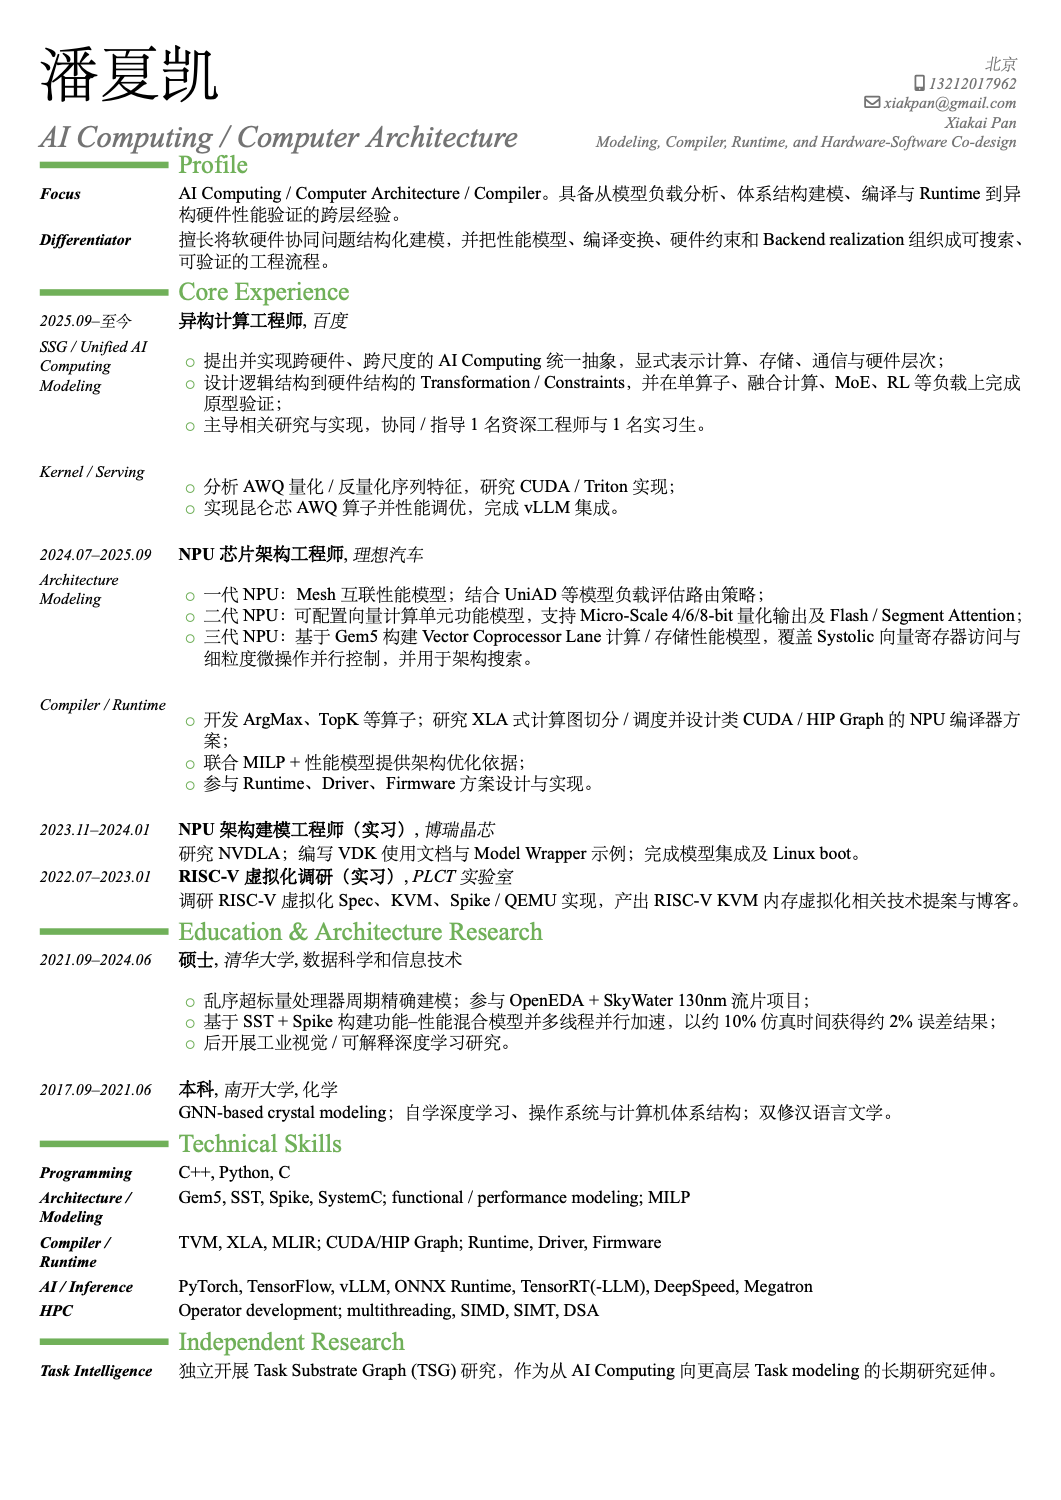 潘夏凯
AI Computing / Computer Architecture
北京
13212017962
xiakpan@gmail.com
Xiakai Pan
Modeling, Compiler, Runtime, and Hardware-Software Co-design
Profile
Focus AI Computing / Computer Architecture / Compiler。具备从模型负载分析、体系结构建模、编译与 Runtime 到异
构硬件性能验证的跨层经验。
Differentiator 擅长将软硬件协同问题结构化建模，并把性能模型、编译变换、硬件约束和 Backend realization 组织成可搜索、
可验证的工程流程。
Core Experience
2025.09–至今 异构计算工程师, 百度
SSG / Unified AI
Computing
Modeling
○ 提出并实现跨硬件、跨尺度的 AI Computing 统一抽象，显式表示计算、存储、通信与硬件层次；
○ 设计逻辑结构到硬件结构的 Transformation / Constraints，并在单算子、融合计算、MoE、RL 等负载上完成
原型验证；
○ 主导相关研究与实现，协同 / 指导 1 名资深工程师与 1 名实习生。
Kernel / Serving
○ 分析 AWQ 量化 / 反量化序列特征，研究 CUDA / Triton 实现；
○ 实现昆仑芯 AWQ 算子并性能调优，完成 vLLM 集成。
2024.07–2025.09 NPU 芯片架构工程师, 理想汽车
Architecture
Modeling
○ 一代 NPU：Mesh 互联性能模型；结合 UniAD 等模型负载评估路由策略；
○ 二代 NPU：可配置向量计算单元功能模型，支持 Micro-Scale 4/6/8-bit 量化输出及 Flash / Segment Attention；
○ 三代 NPU：基于 Gem5 构建 Vector Coprocessor Lane 计算 / 存储性能模型，覆盖 Systolic 向量寄存器访问与
细粒度微操作并行控制，并用于架构搜索。
Compiler / Runtime
○ 开发 ArgMax、TopK 等算子；研究 XLA 式计算图切分 / 调度并设计类 CUDA / HIP Graph 的 NPU 编译器方
案；
○ 联合 MILP + 性能模型提供架构优化依据；
○ 参与 Runtime、Driver、Firmware 方案设计与实现。
2023.11–2024.01 NPU 架构建模工程师（实习）, 博瑞晶芯
研究 NVDLA；编写 VDK 使用文档与 Model Wrapper 示例；完成模型集成及 Linux boot。
2022.07–2023.01 RISC-V 虚拟化调研（实习）, PLCT 实验室
调研 RISC-V 虚拟化 Spec、KVM、Spike / QEMU 实现，产出 RISC-V KVM 内存虚拟化相关技术提案与博客。
Education & Architecture Research
2021.09–2024.06 硕士, 清华大学, 数据科学和信息技术
○ 乱序超标量处理器周期精确建模；参与 OpenEDA + SkyWater 130nm 流片项目；
○ 基于 SST + Spike 构建功能–性能混合模型并多线程并行加速，以约 10% 仿真时间获得约 2% 误差结果；
○ 后开展工业视觉 / 可解释深度学习研究。
2017.09–2021.06 本科, 南开大学, 化学
GNN-based crystal modeling；自学深度学习、操作系统与计算机体系结构；双修汉语言文学。
Technical Skills
Programming C++, Python, C
Architecture / Gem5, SST, Spike, SystemC; functional / performance modeling; MILP
Modeling
Compiler / TVM, XLA, MLIR; CUDA/HIP Graph; Runtime, Driver, Firmware
Runtime
AI / Inference PyTorch, TensorFlow, vLLM, ONNX Runtime, TensorRT(-LLM), DeepSpeed, Megatron
HPC Operator development; multithreading, SIMD, SIMT, DSA
Independent Research
Task Intelligence 独立开展 Task Substrate Graph (TSG) 研究，作为从 AI Computing 向更高层 Task modeling 的长期研究延伸。